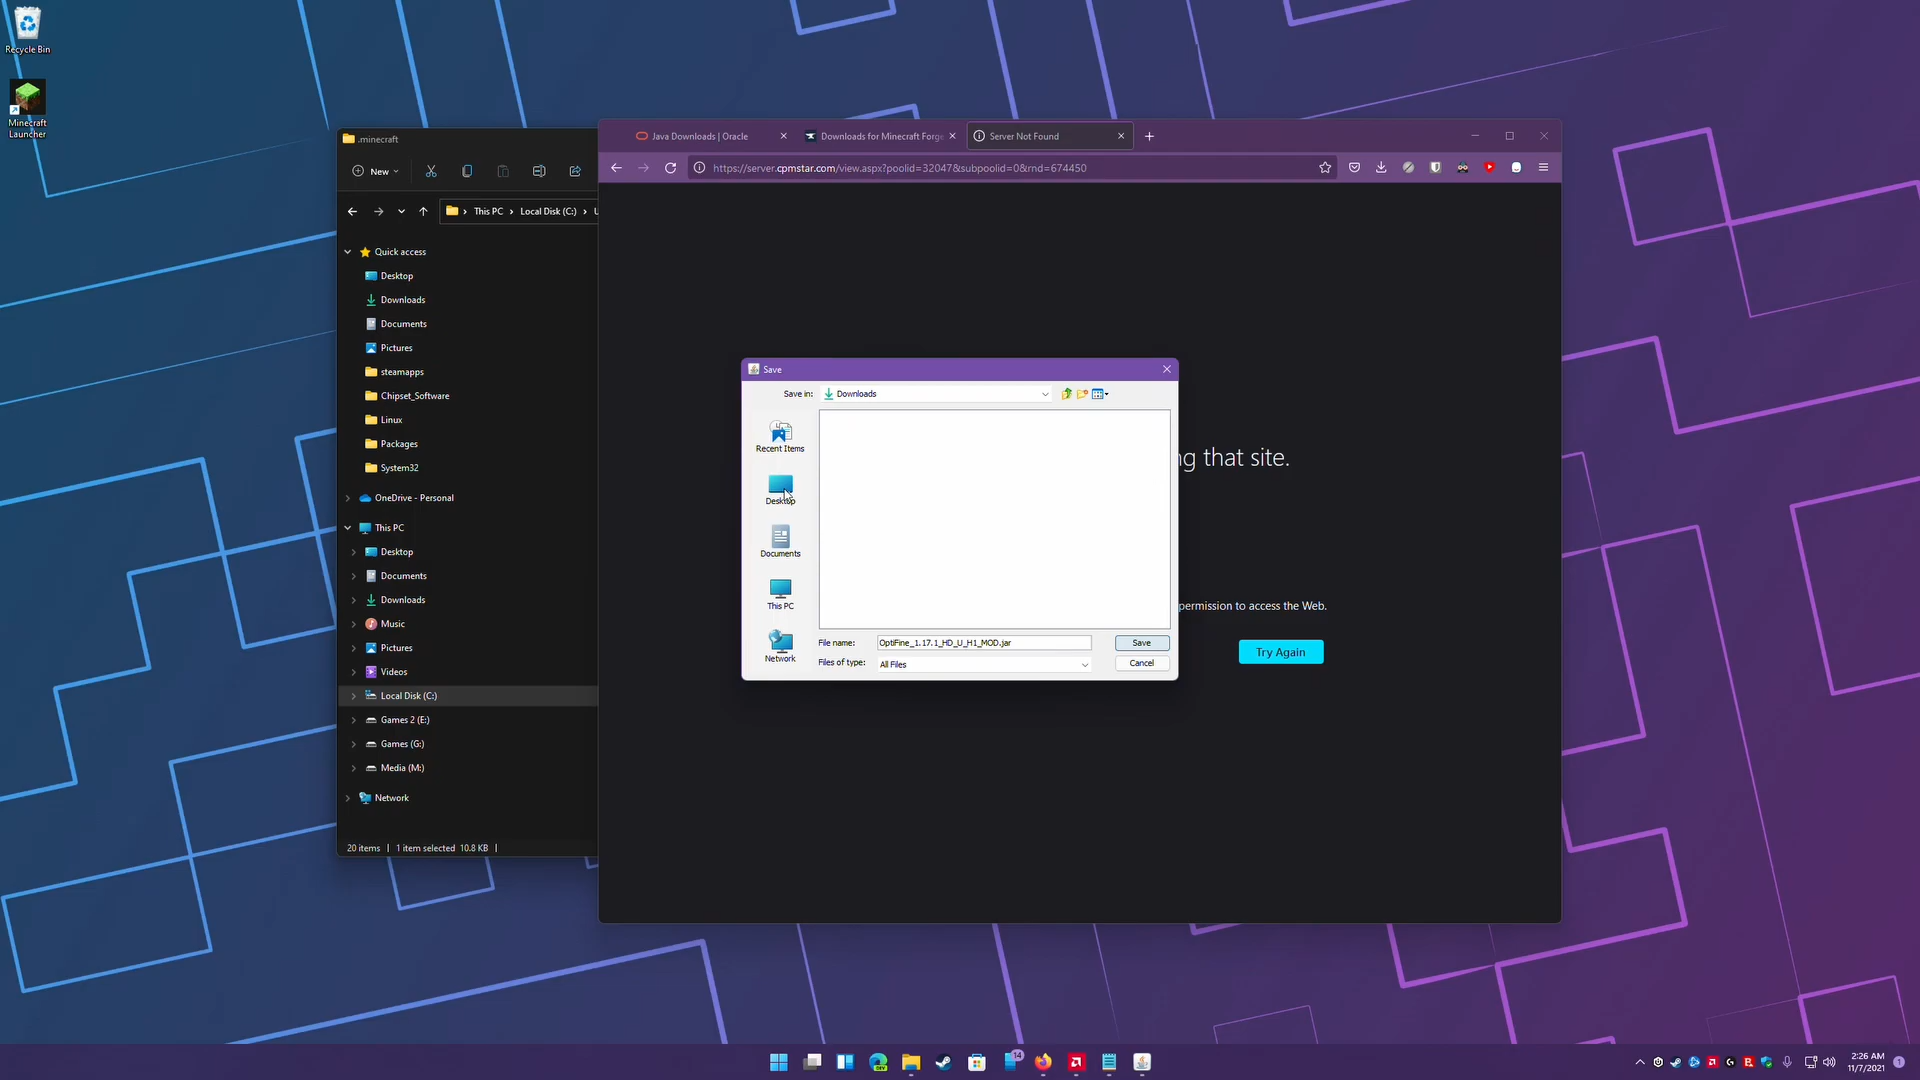 Recycle Bin
Minecraft
Launcher
.minecraft
New
This PC
Local Disk (C:)
Quick access
Desktop
Downloads
Documents
Pictures
steamapps
Chipset_Software
Linux
Packages
System32
OneDrive - Personal
This PC
Desktop
Documents
Downloads
Music
Pictures
Videos
Local Disk (C:)
Games 2 (E:)
Games (G:)
Media (M:)
Network
20 items
1 item selected 10.8 KB
Java Downloads | Oracle
Downloads for Minecraft Forge
Server Not Found
https://server.cpmstar.com/view.aspx?poolid=32047&subpoolid=0&rnd=674450
ng that site.
permission to access the Web.
Try Again
Save
Save in:
Downloads
Recent Items
Desktop
Documents
This PC
Network
File name:
OptiFine_1.17.1_HD_U_H1_MOD.jar
Save
Files of type:
All Files
Cancel
DEV
14
2:26 AM
11/7/2021
1